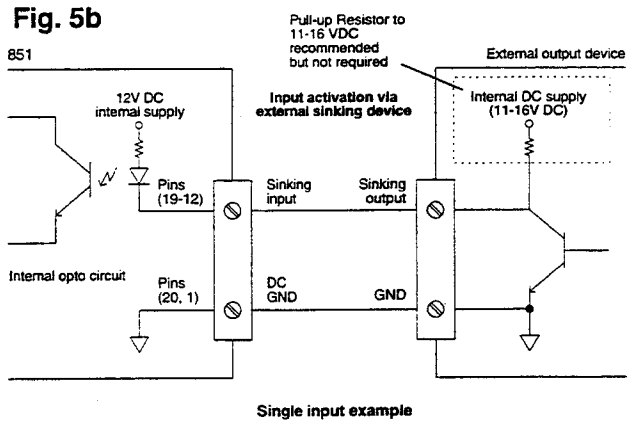 Fig. 5b
Pull-up Resistor to
11-16 VDC
recommended
but not required
851
External output device
12V DC
internal supply
Input activation via
external sinking device
Internal DC supply
(11-16V DC)
Pins
(19-12)
Sinking
input
Sinking
output
Internal opto circuit
Pins
(20, 1)
DC
GND
GND
Single input example